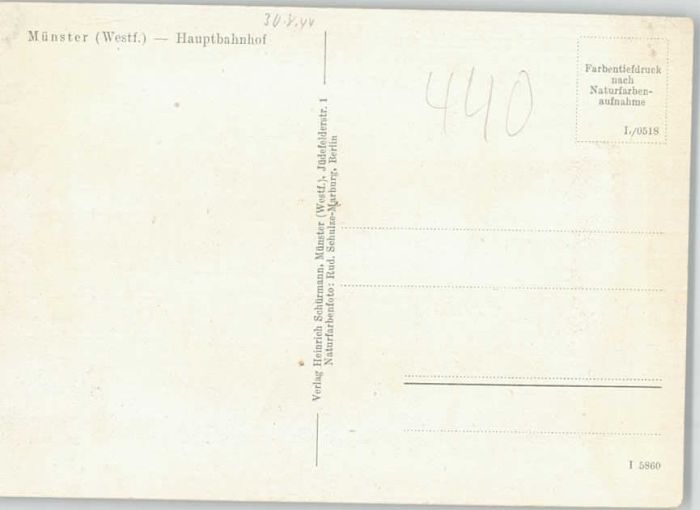 30.8.44
Münster (Westf.) — Hauptbahnhof
Verlag Heinrich Schürmann, Münster (Westf.), Jüdefelderstr. 1
Naturfarbenfoto: Rud. Schulze-Marburg, Berlin
440
Farbentiefdruck
nach
Naturfarben-
aufnahme
L/0518
I 5860